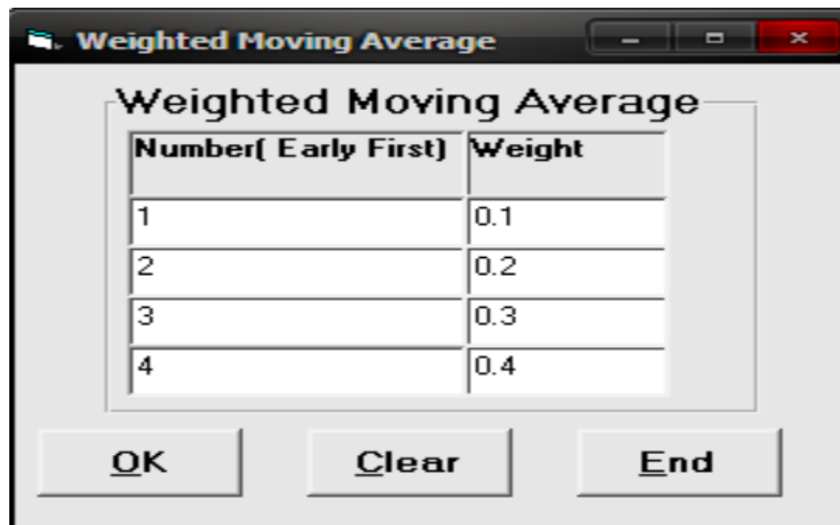 Weighted Moving Average
Weighted Moving Average
Number( Early First) Weight
1 0.1
2 0.2
3 0.3
4 0.4
OK Clear End